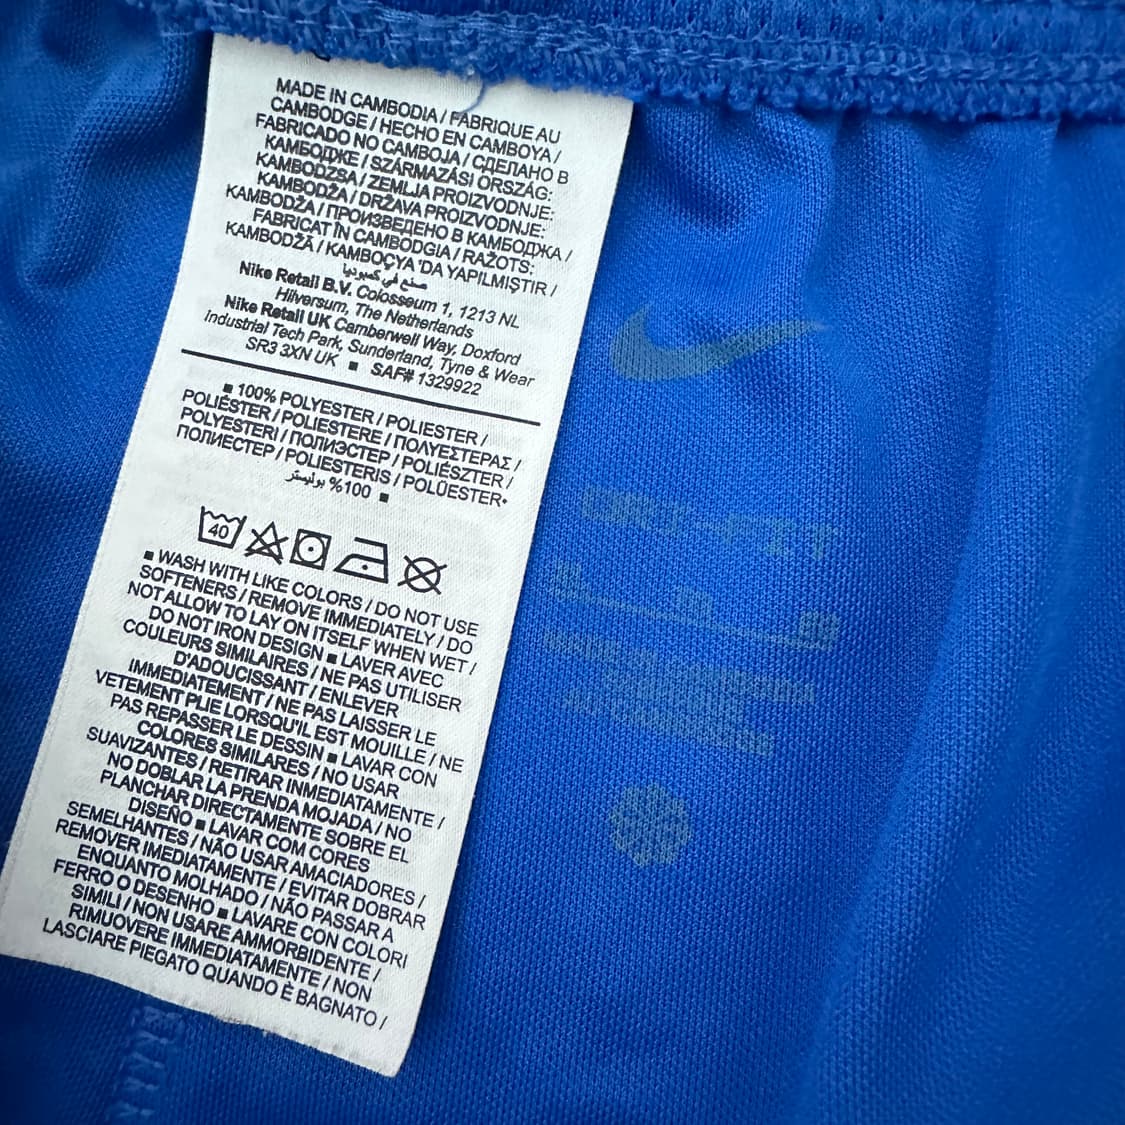 MADE IN CAMBODIA / FABRIQUE AU
CAMBODGE / HECHO EN CAMBOYA /
FABRICADO NO CAMBOJA / СДЕЛАНО В
КАМБОДЖЕ / SZÁRMAZÁSI ORSZÁG:
KAMBODZSA / ZEMLJA PROIZVODNJE:
KAMBODŽA / DRŽAVA PROIZVODNJE:
KAMBODŽA / ПРОИЗВЕДЕНО В КАМБОДЖА /
FABRICAT ÎN CAMBODGIA / RAŽOTS:
KAMBODŽĀ / KAMBOÇYA 'DA YAPILMIŞTIR /
صنع في كمبوديا
Nike Retail B.V. Colosseum 1, 1213 NL
Hilversum, The Netherlands
Nike Retail UK Camberwell Way, Doxford
Industrial Tech Park, Sunderland, Tyne & Wear
SR3 3XN UK ■ SAF# 1329922
■ 100% POLYESTER / POLIESTER /
POLIÉSTER / POLIESTERE / ΠΟΛΥΕΣΤΕΡΑΣ /
POLYESTERI / ПОЛИЭСТЕР / POLIÉSZTER /
ПОЛИЕСТЕР / POLIESTERIS / POLÜESTER•
100% بوليستر ■
40
■ WASH WITH LIKE COLORS / DO NOT USE
SOFTENERS / REMOVE IMMEDIATELY / DO
NOT ALLOW TO LAY ON ITSELF WHEN WET /
DO NOT IRON DESIGN ■ LAVER AVEC
COULEURS SIMILAIRES / NE PAS UTILISER
D'ADOUCISSANT / ENLEVER
IMMEDIATEMENT / NE PAS LAISSER LE
VETEMENT PLIE LORSQU'IL EST MOUILLE / NE
PAS REPASSER LE DESSIN ■ LAVAR CON
COLORES SIMILARES / NO USAR
SUAVIZANTES / RETIRAR INMEDIATAMENTE /
NO DOBLAR LA PRENDA MOJADA / NO
PLANCHAR DIRECTAMENTE SOBRE EL
DISEÑO ■ LAVAR COM CORES
SEMELHANTES / NÃO USAR AMACIADORES /
REMOVER IMEDIATAMENTE / EVITAR DOBRAR
ENQUANTO MOLHADO / NÃO PASSAR A
FERRO O DESENHO ■ LAVARE CON COLORI
SIMILI / NON USARE AMMORBIDENTE /
RIMUOVERE IMMEDIATAMENTE / NON
LASCIARE PIEGATO QUANDO È BAGNATO /